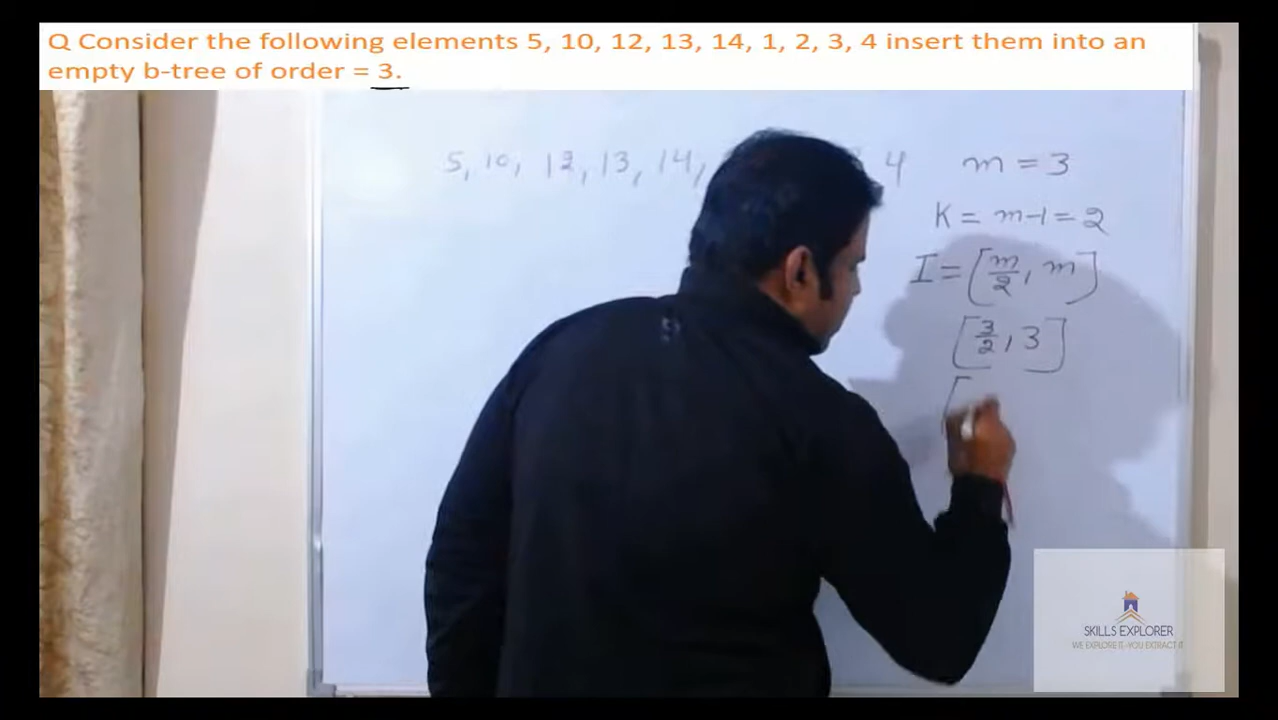 Q Consider the following elements 5, 10, 12, 13, 14, 1, 2, 3, 4 insert them into an
empty b-tree of order = 3.
5, 10, 12, 13, 14, 4
m = 3
K = m-1 = 2
I = [m/2, m]
[3/2, 3]
[
SKILLS EXPLORER
WE EXPLORE IT-YOU EXTRACT IT